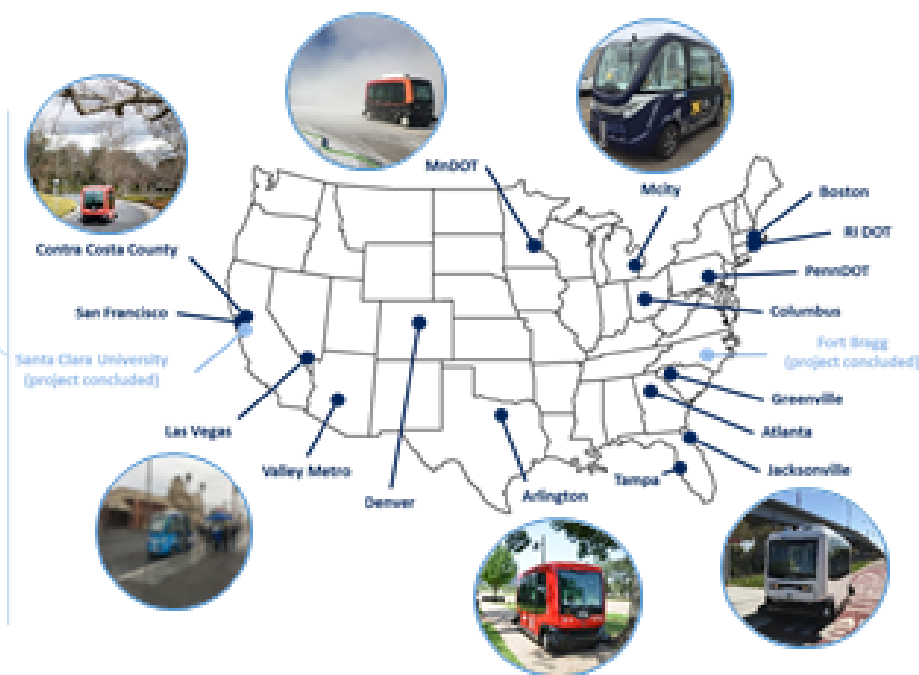 MnDOT
Mcity
Boston
Contra Costa County
RI DOT
PennDOT
San Francisco
Columbus
Santa Clara University
(project concluded)
Fort Bragg
(project concluded)
Greenville
Las Vegas
Atlanta
Valley Metro
Jacksonville
Tampa
Denver
Arlington